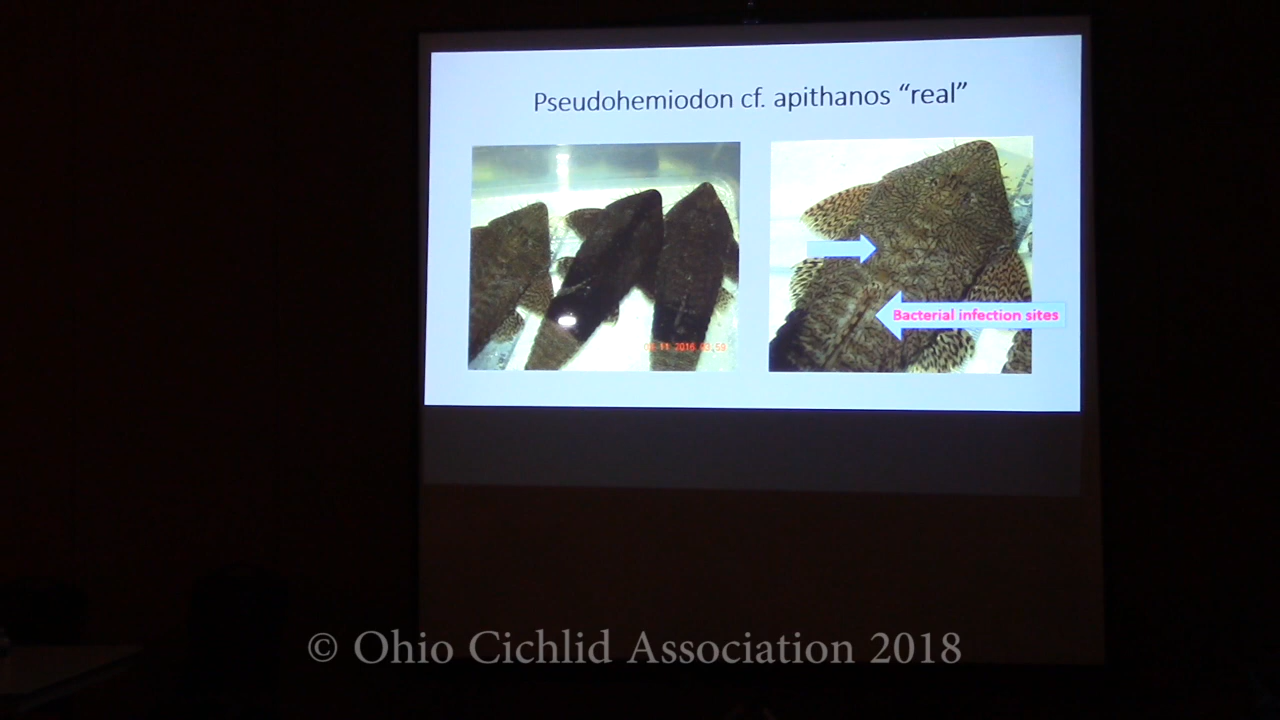 Pseudohemiodon cf. apithanos “real”
Bacterial infection sites
© Ohio Cichlid Association 2018